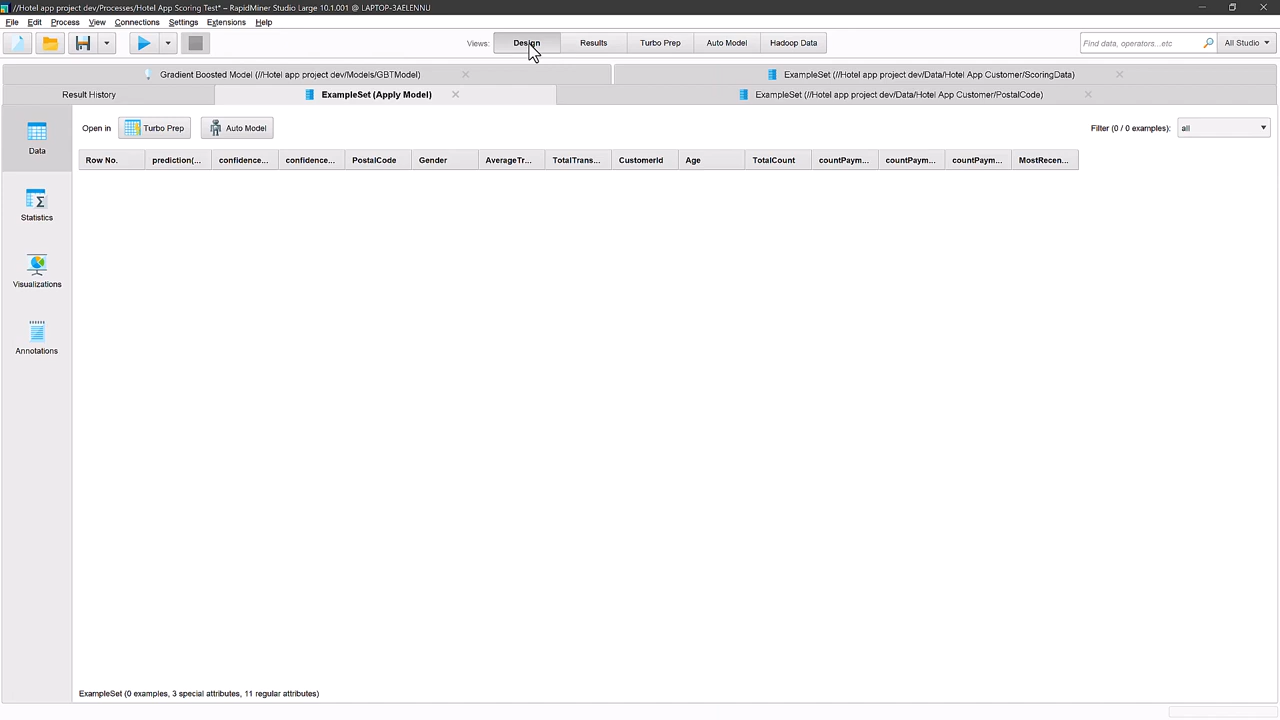 //Hotel app project dev/Processes/Hotel App Scoring Test* – RapidMiner Studio Large 10.1.001 @ LAPTOP-3AELENNU
File Edit Process View Connections Settings Extensions Help
Views: Design Results Turbo Prep Auto Model Hadoop Data Find data, operators...etc All Studio
Gradient Boosted Model (//Hotel app project dev/Models/GBTModel) ExampleSet (//Hotel app project dev/Data/Hotel App Customer/ScoringData)
Result History ExampleSet (Apply Model) ExampleSet (//Hotel app project dev/Data/Hotel App Customer/PostalCode)
Open in Turbo Prep Auto Model Filter (0 / 0 examples): all
Data
Row No. prediction(... confidence... confidence... PostalCode Gender AverageTr... TotalTrans... CustomerId Age TotalCount countPaym... countPaym... countPaym... MostRecen...
Statistics
Visualizations
Annotations
ExampleSet (0 examples, 3 special attributes, 11 regular attributes)